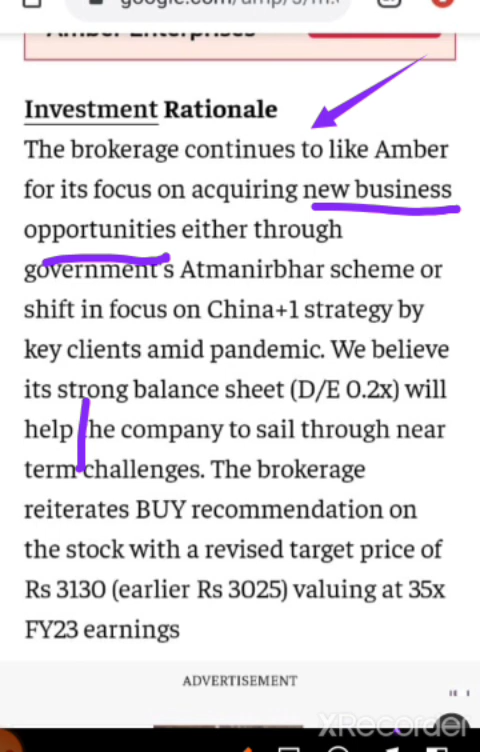 Amber Enterprises
Investment Rationale
The brokerage continues to like Amber
for its focus on acquiring new business
opportunities either through
government's Atmanirbhar scheme or
shift in focus on China+1 strategy by
key clients amid pandemic. We believe
its strong balance sheet (D/E 0.2x) will
help the company to sail through near
term challenges. The brokerage
reiterates BUY recommendation on
the stock with a revised target price of
Rs 3130 (earlier Rs 3025) valuing at 35x
FY23 earnings
ADVERTISEMENT
XRecorder